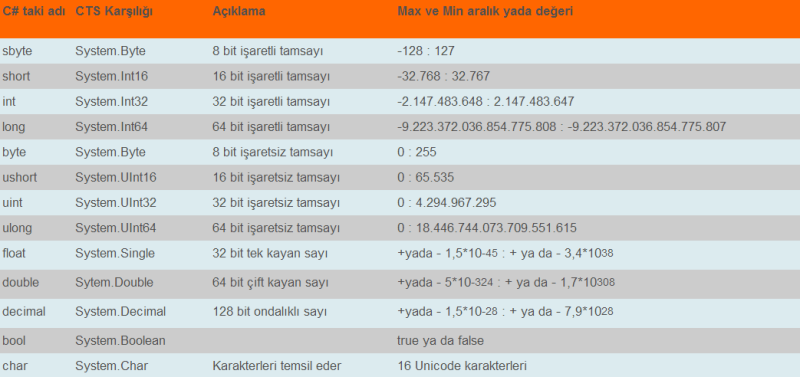 C# taki adı CTS Karşılığı Açıklama Max ve Min aralık yada değeri
sbyte System.Byte 8 bit işaretli tamsayı -128 : 127
short System.Int16 16 bit işaretli tamsayı -32.768 : 32.767
int System.Int32 32 bit işaretli tamsayı -2.147.483.648 : 2.147.483.647
long System.Int64 64 bit işaretli tamsayı -9.223.372.036.854.775.808 : -9.223.372.036.854.775.807
byte System.Byte 8 bit işaretsiz tamsayı 0 : 255
ushort System.UInt16 16 bit işaretsiz tamsayı 0 : 65.535
uint System.UInt32 32 bit işaretsiz tamsayı 0 : 4.294.967.295
ulong System.UInt64 64 bit işaretsiz tamsayı 0 : 18.446.744.073.709.551.615
float System.Single 32 bit tek kayan sayı +yada - 1,5*10-45 : + ya da - 3,4*1038
double Sytem.Double 64 bit çift kayan sayı +yada - 5*10-324 : + ya da - 1,7*10308
decimal System.Decimal 128 bit ondalıklı sayı +yada - 1,5*10-28 : + ya da - 7,9*1028
bool System.Boolean true ya da false
char System.Char Karakterleri temsil eder 16 Unicode karakterleri